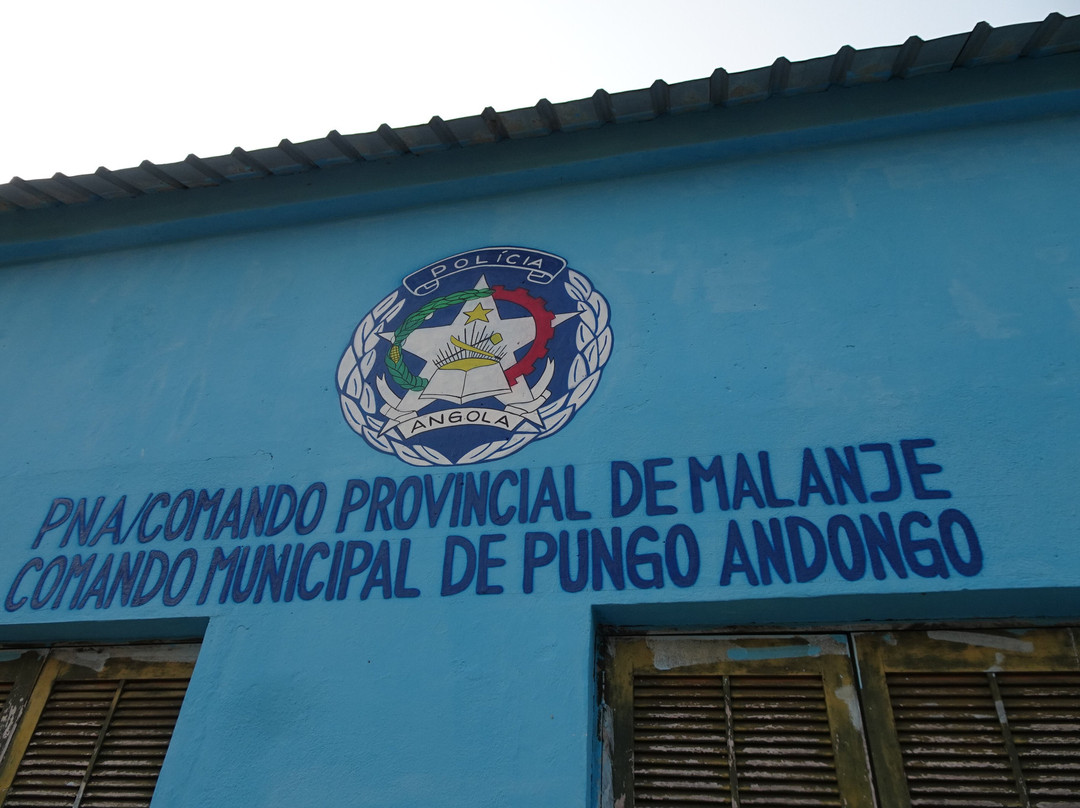 POLÍCIA
ANGOLA
PNA/COMANDO PROVINCIAL DE MALANJE
COMANDO MUNICIPAL DE PUNGO ANDONGO